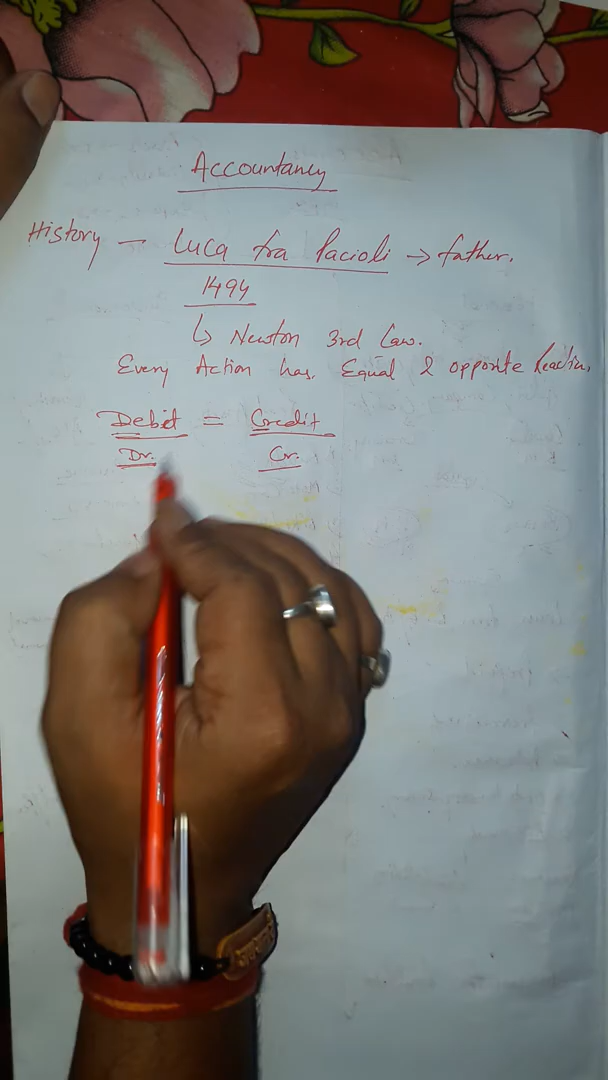 Accountancy
History - Luca fra Pacioli → father.
1494
↳ Newton 3rd Law.
Every Action has Equal & opposite Reaction.
Debit = Credit
Dr. Cr.